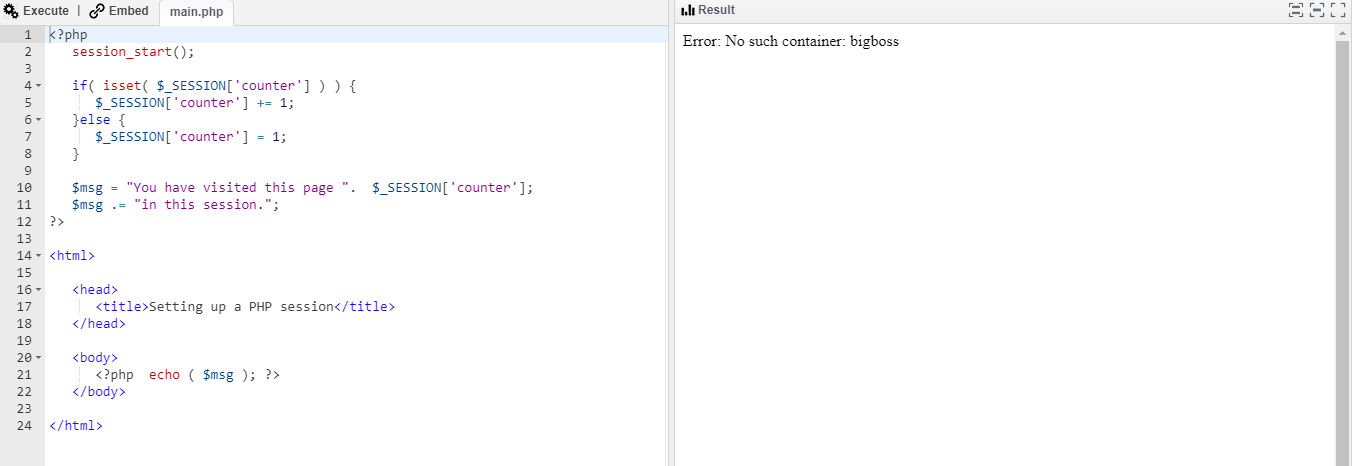 Execute | Embed main.php
1 <?php
2 session_start();
3
4 if( isset( $_SESSION['counter'] ) ) {
5 $_SESSION['counter'] += 1;
6 }else {
7 $_SESSION['counter'] = 1;
8 }
9
10 $msg = "You have visited this page ".  $_SESSION['counter'];
11 $msg .= "in this session.";
12 ?>
13
14 <html>
15
16 <head>
17 <title>Setting up a PHP session</title>
18 </head>
19
20 <body>
21 <?php  echo ( $msg ); ?>
22 </body>
23
24 </html>
Result
Error: No such container: bigboss